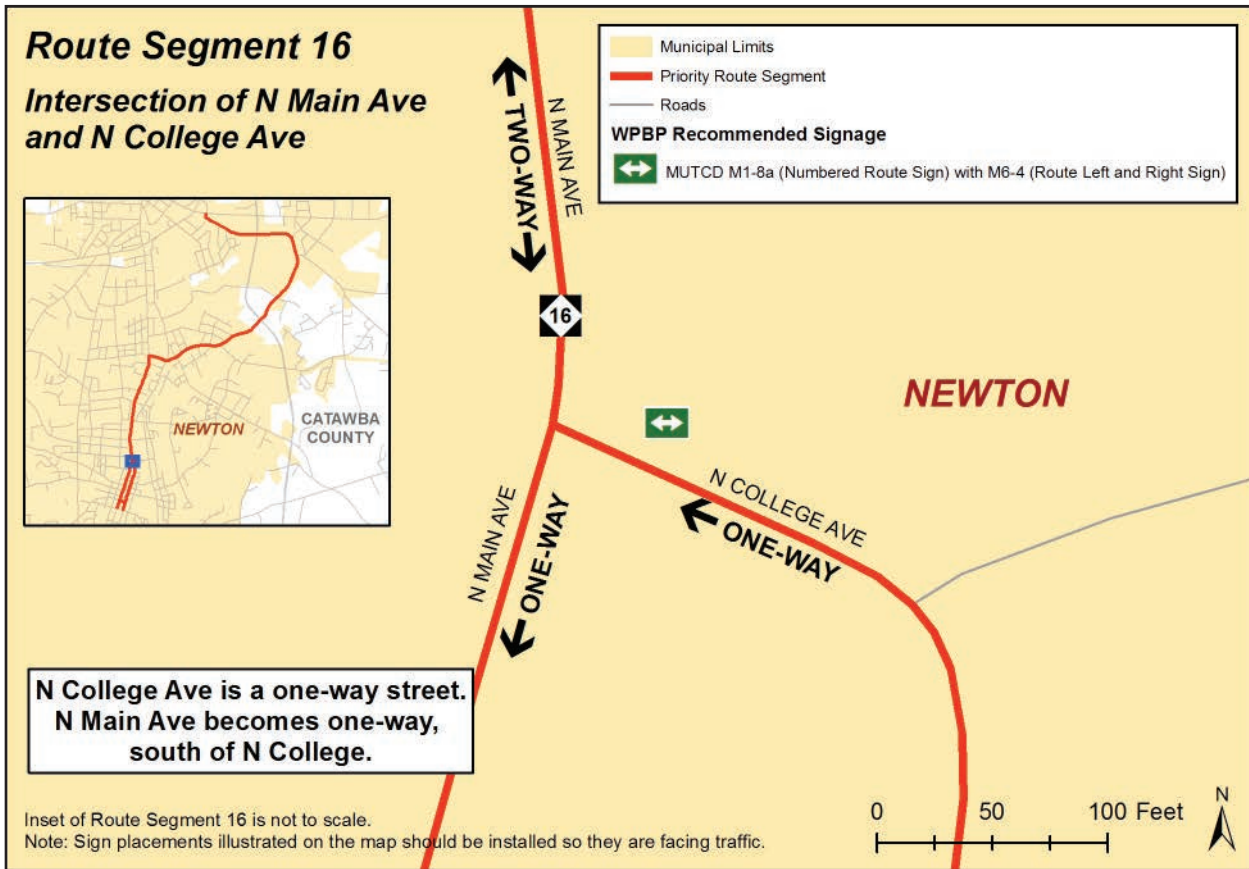 Route Segment 16
Intersection of N Main Ave
and N College Ave
Municipal Limits
Priority Route Segment
Roads
WPBP Recommended Signage
MUTCD M1-8a (Numbered Route Sign) with M6-4 (Route Left and Right Sign)
TWO-WAY
N MAIN AVE
16
NEWTON
CATAWBA
COUNTY
NEWTON
N COLLEGE AVE
ONE-WAY
N MAIN AVE
ONE-WAY
N College Ave is a one-way street.
N Main Ave becomes one-way,
south of N College.
Inset of Route Segment 16 is not to scale.
Note: Sign placements illustrated on the map should be installed so they are facing traffic.
0 50 100 Feet
N